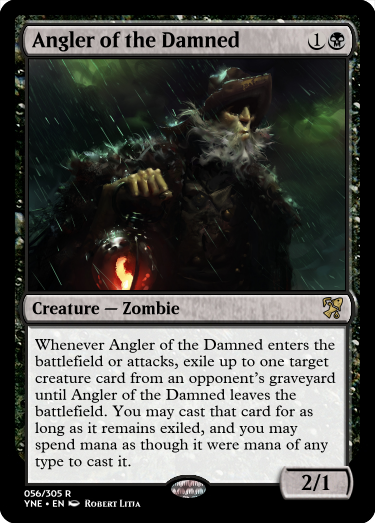 Angler of the Damned
1
Creature — Zombie
Whenever Angler of the Damned enters the
battlefield or attacks, exile up to one target
creature card from an opponent's graveyard
until Angler of the Damned leaves the
battlefield. You may cast that card for as
long as it remains exiled, and you may
spend mana as though it were mana of any
type to cast it.
2/1
056/305 R
YNE • EN Robert Litia